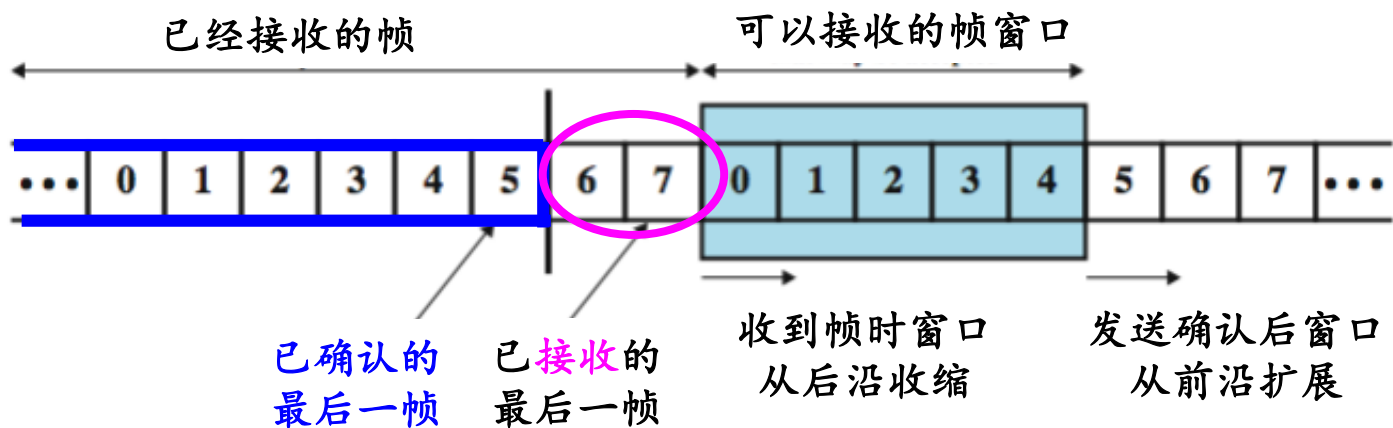 已经接收的帧
可以接收的帧窗口
••• 0 1 2 3 4 5 6 7 0 1 2 3 4 5 6 7 •••
已确认的
最后一帧
已接收的
最后一帧
收到帧时窗口
从后沿收缩
发送确认后窗口
从前沿扩展